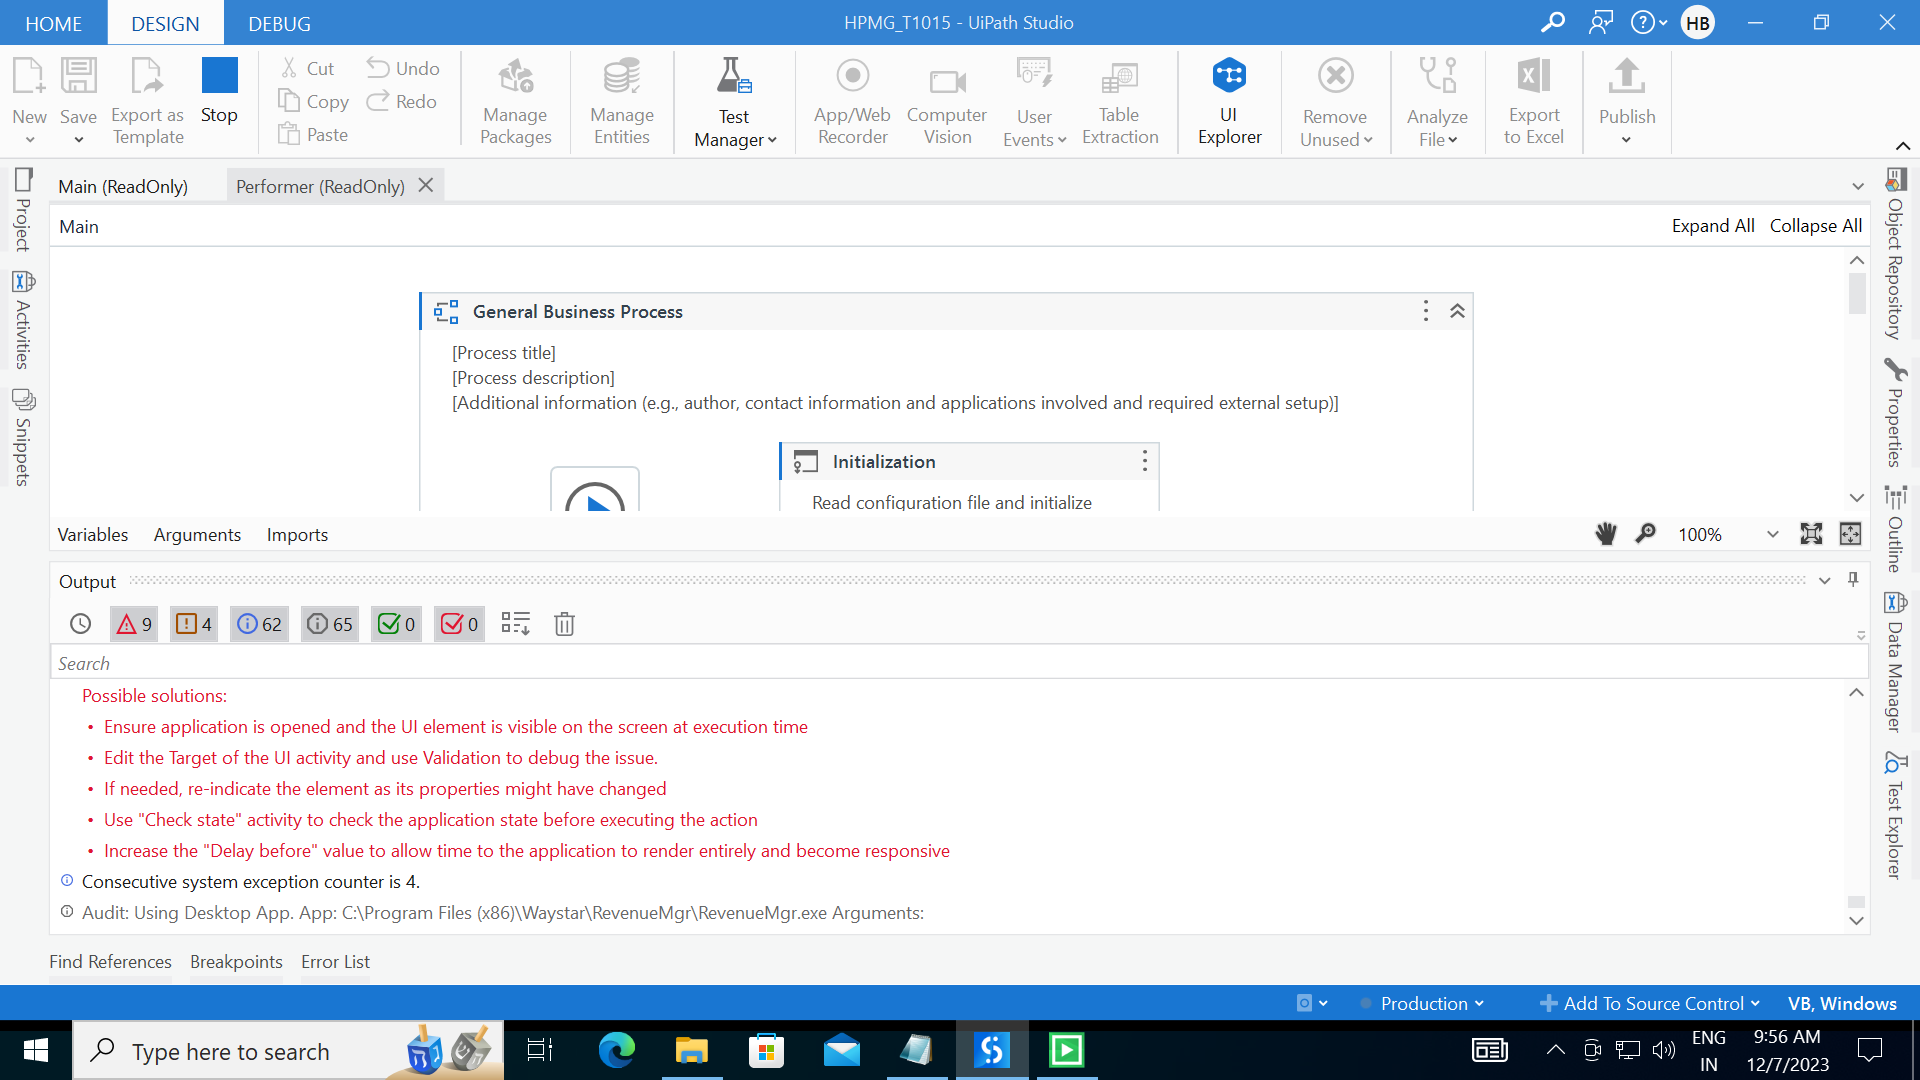 HOME
DESIGN
DEBUG
HPMG_T1015 - UiPath Studio
HB
New
Save
Export as
Template
Stop
Cut
Copy
Paste
Undo
Redo
Manage
Packages
Manage
Entities
Test
Manager
App/Web
Recorder
Computer
Vision
User
Events
Table
Extraction
UI
Explorer
Remove
Unused
Analyze
File
Export
to Excel
Publish
Main (ReadOnly)
Performer (ReadOnly)
Main
Expand All
Collapse All
Project
Activities
Snippets
Object Repository
Properties
Outline
Data Manager
Test Explorer
General Business Process
[Process title]
[Process description]
[Additional information (e.g., author, contact information and applications involved and required external setup)]
Initialization
Read configuration file and initialize
Variables
Arguments
Imports
100%
Output
9
4
62
65
0
0
Search
Possible solutions:
• Ensure application is opened and the UI element is visible on the screen at execution time
• Edit the Target of the UI activity and use Validation to debug the issue.
• If needed, re-indicate the element as its properties might have changed
• Use "Check state" activity to check the application state before executing the action
• Increase the "Delay before" value to allow time to the application to render entirely and become responsive
Consecutive system exception counter is 4.
Audit: Using Desktop App. App: C:\Program Files (x86)\Waystar\RevenueMgr\RevenueMgr.exe Arguments:
Find References
Breakpoints
Error List
Production
Add To Source Control
VB, Windows
Type here to search
ENG
IN
9:56 AM
12/7/2023